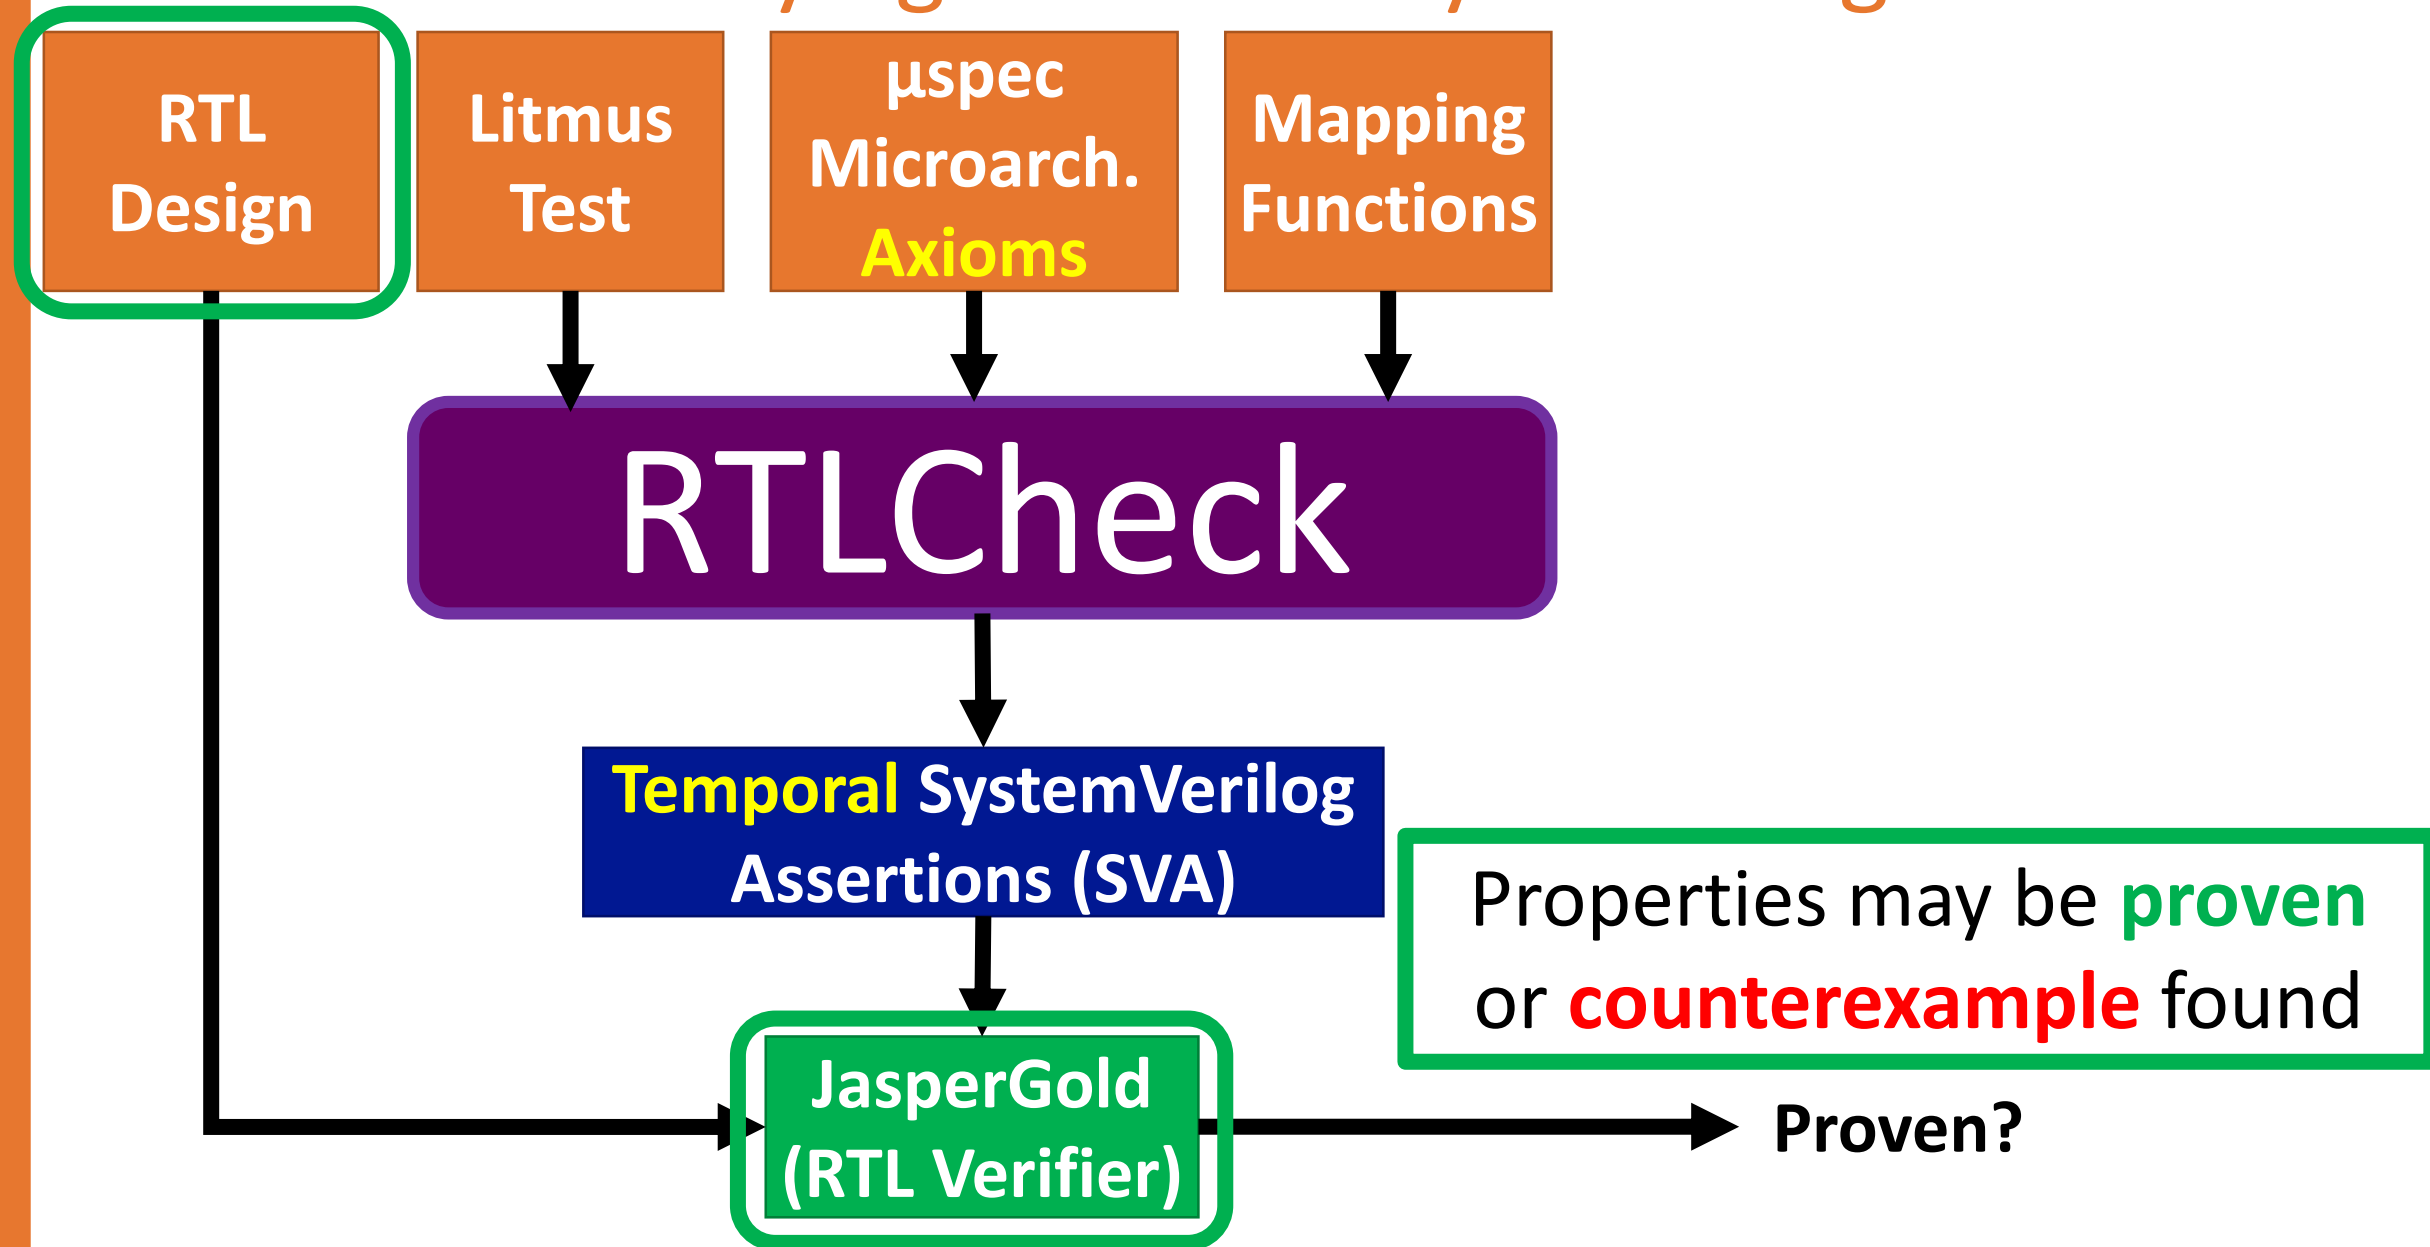 RTL
Design
Litmus
Test
μspec
Microarch.
Axioms
Mapping
Functions
RTLCheck
Temporal SystemVerilog
Assertions (SVA)
Properties may be proven
or counterexample found
JasperGold
(RTL Verifier)
Proven?